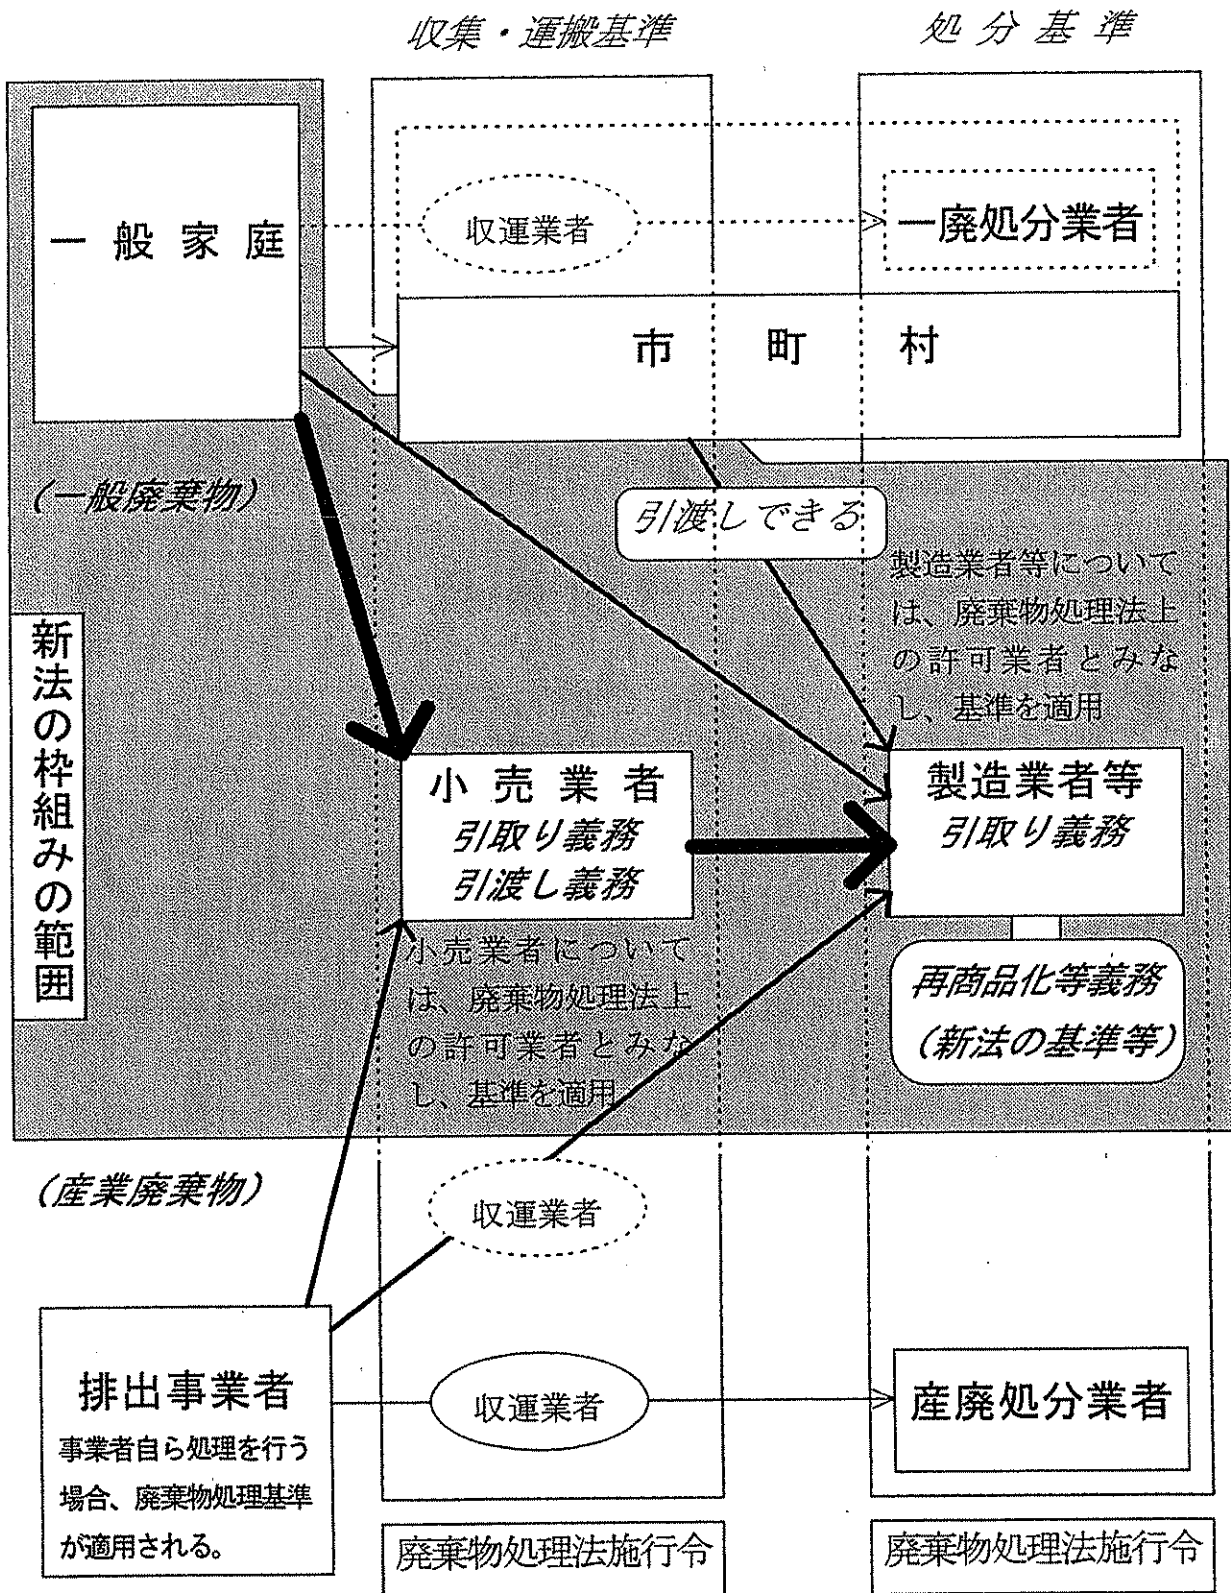 収集・運搬基準
処分基準
一般家庭
収運業者
一廃処分業者
市町村
(一般廃棄物)
引渡しできる
製造業者等について
は、廃棄物処理法上
の許可業者とみな
し、基準を適用
新法の枠組みの範囲
小売業者
引取り義務
引渡し義務
製造業者等
引取り義務
小売業者について
は、廃棄物処理法上
の許可業者とみな
し、基準を適用
再商品化等義務
(新法の基準等)
(産業廃棄物)
収運業者
排出事業者
事業者自ら処理を行う
場合、廃棄物処理基準
が適用される。
収運業者
産廃処分業者
廃棄物処理法施行令
廃棄物処理法施行令